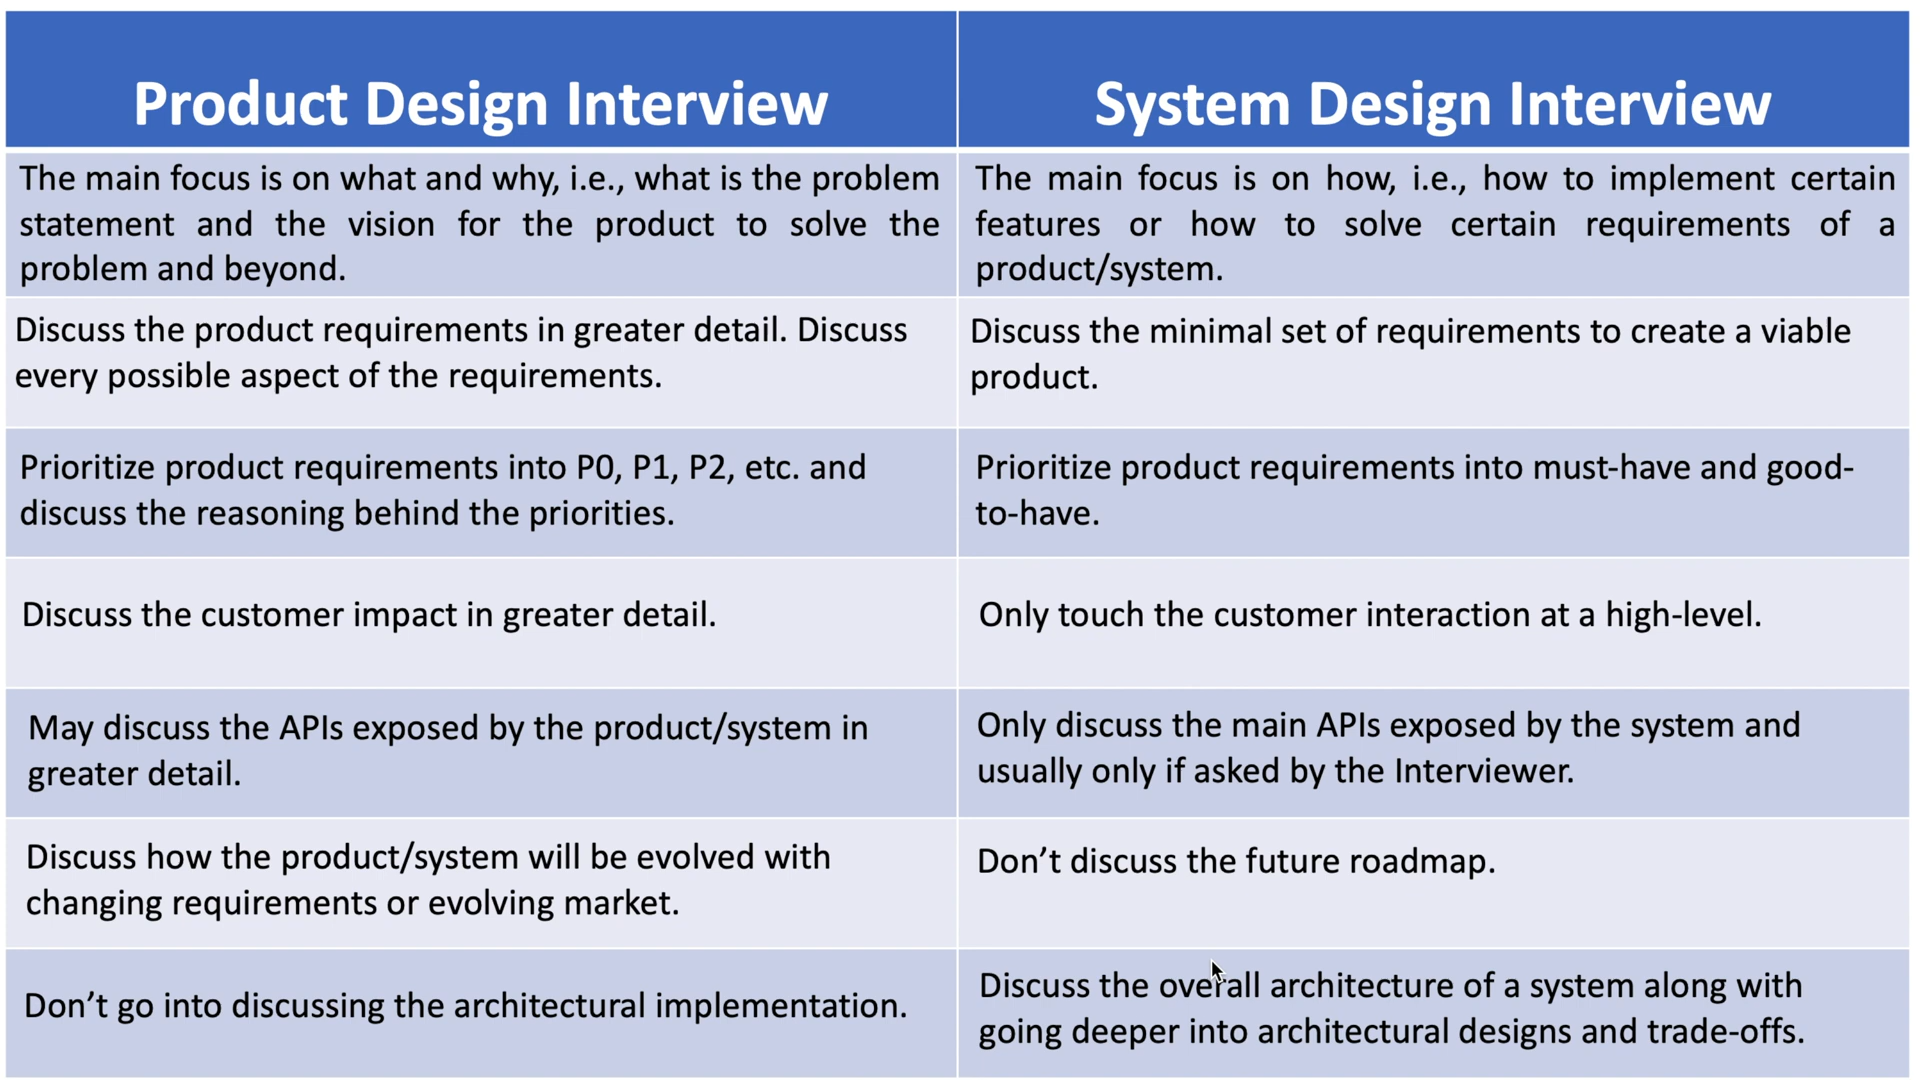 Product Design Interview
System Design Interview
The main focus is on what and why, i.e., what is the problem
statement and the vision for the product to solve the
problem and beyond.
The main focus is on how, i.e., how to implement certain
features or how to solve certain requirements of a
product/system.
Discuss the product requirements in greater detail. Discuss
every possible aspect of the requirements.
Discuss the minimal set of requirements to create a viable
product.
Prioritize product requirements into P0, P1, P2, etc. and
discuss the reasoning behind the priorities.
Prioritize product requirements into must-have and good-
to-have.
Discuss the customer impact in greater detail.
Only touch the customer interaction at a high-level.
May discuss the APIs exposed by the product/system in
greater detail.
Only discuss the main APIs exposed by the system and
usually only if asked by the Interviewer.
Discuss how the product/system will be evolved with
changing requirements or evolving market.
Don’t discuss the future roadmap.
Don’t go into discussing the architectural implementation.
Discuss the overall architecture of a system along with
going deeper into architectural designs and trade-offs.